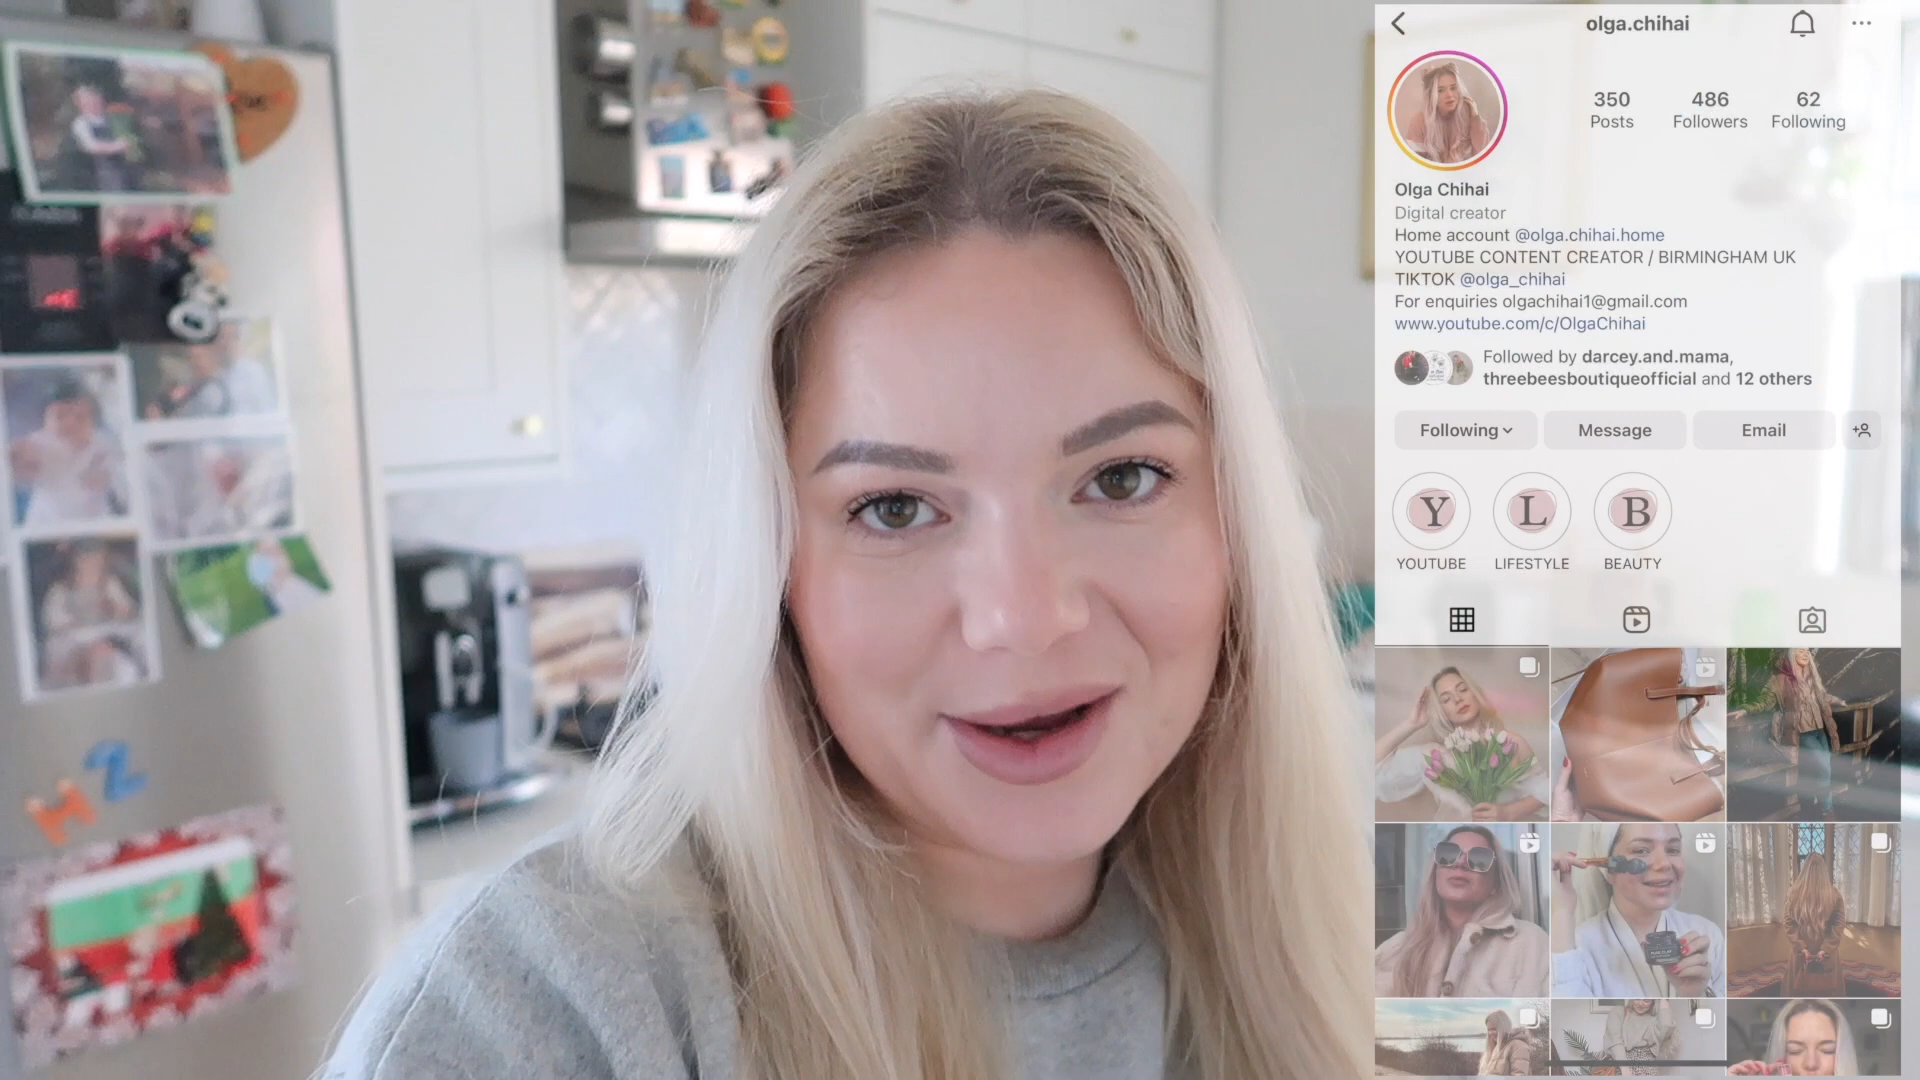 olga.chihai
350
486
62
Posts
Followers
Following
Olga Chihai
Digital creator
Home account @olga.chihai.home
YOUTUBE CONTENT CREATOR / BIRMINGHAM UK
TIKTOK @olga_chihai
For enquiries olgachihai1@gmail.com
www.youtube.com/c/OlgaChihai
Followed by darcey.and.mama,
threebeesboutiqueofficial and 12 others
Following
Message
Email
Y
L
B
YOUTUBE
LIFESTYLE
BEAUTY
H
Z